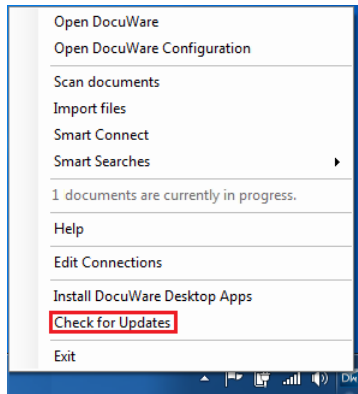 Open DocuWare
Open DocuWare Configuration
Scan documents
Import files
Smart Connect
Smart Searches
1 documents are currently in progress.
Help
Edit Connections
Install DocuWare Desktop Apps
Check for Updates
Exit